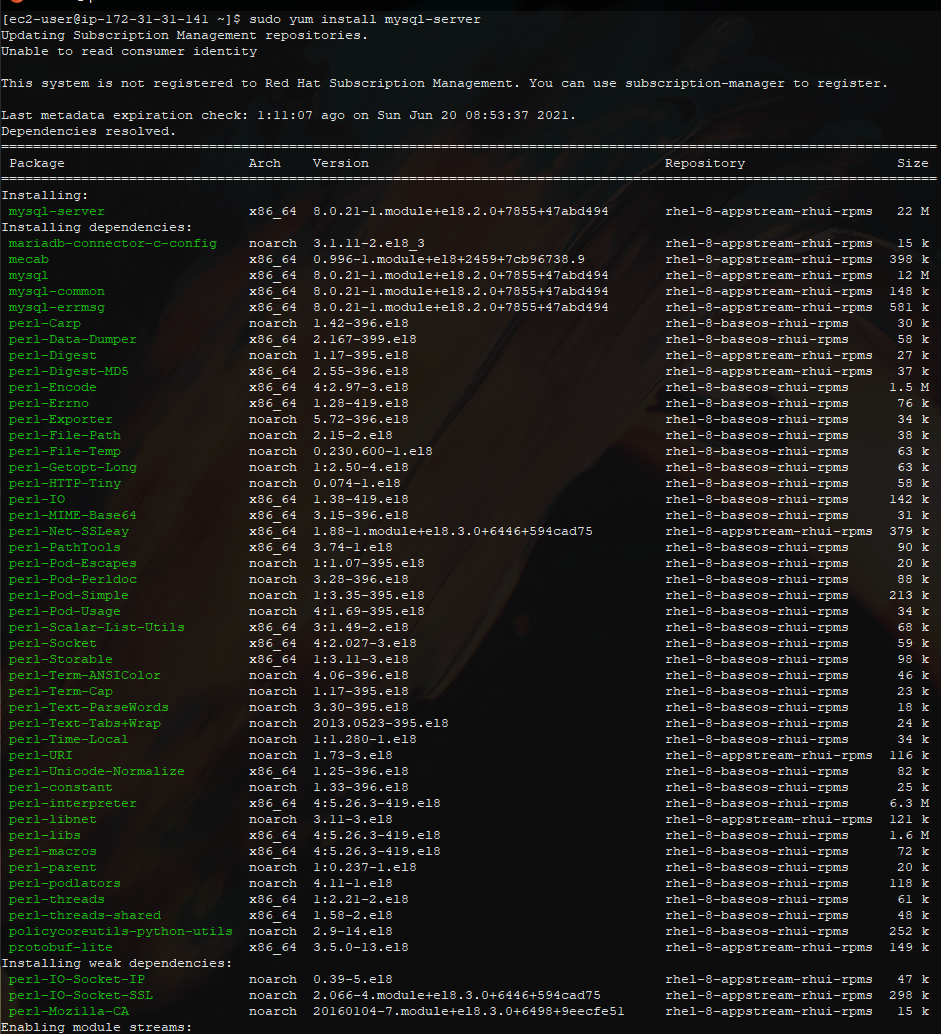 [ec2-user@ip-172-31-31-141 ~]$ sudo yum install mysql-server
Updating Subscription Management repositories.
Unable to read consumer identity
This system is not registered to Red Hat Subscription Management. You can use subscription-manager to register.
Last metadata expiration check: 1:11:07 ago on Sun Jun 20 08:53:37 2021.
Dependencies resolved.
Package Arch Version Repository Size
Installing:
mysql-server x86_64 8.0.21-1.module+el8.2.0+7855+47abd494 rhel-8-appstream-rhui-rpms 22 M
Installing dependencies:
mariadb-connector-c-config noarch 3.1.11-2.el8_3 rhel-8-appstream-rhui-rpms 15 k
mecab x86_64 0.996-1.module+el8+2459+7cb96738.9 rhel-8-appstream-rhui-rpms 398 k
mysql x86_64 8.0.21-1.module+el8.2.0+7855+47abd494 rhel-8-appstream-rhui-rpms 12 M
mysql-common x86_64 8.0.21-1.module+el8.2.0+7855+47abd494 rhel-8-appstream-rhui-rpms 148 k
mysql-errmsg x86_64 8.0.21-1.module+el8.2.0+7855+47abd494 rhel-8-appstream-rhui-rpms 581 k
perl-Carp noarch 1.42-396.el8 rhel-8-baseos-rhui-rpms 30 k
perl-Data-Dumper x86_64 2.167-399.el8 rhel-8-baseos-rhui-rpms 58 k
perl-Digest noarch 1.17-395.el8 rhel-8-appstream-rhui-rpms 27 k
perl-Digest-MD5 x86_64 2.55-396.el8 rhel-8-appstream-rhui-rpms 37 k
perl-Encode x86_64 4:2.97-3.el8 rhel-8-baseos-rhui-rpms 1.5 M
perl-Errno x86_64 1.28-419.el8 rhel-8-baseos-rhui-rpms 76 k
perl-Exporter noarch 5.72-396.el8 rhel-8-baseos-rhui-rpms 34 k
perl-File-Path noarch 2.15-2.el8 rhel-8-baseos-rhui-rpms 38 k
perl-File-Temp noarch 0.230.600-1.el8 rhel-8-baseos-rhui-rpms 63 k
perl-Getopt-Long noarch 1:2.50-4.el8 rhel-8-baseos-rhui-rpms 63 k
perl-HTTP-Tiny noarch 0.074-1.el8 rhel-8-baseos-rhui-rpms 58 k
perl-IO x86_64 1.38-419.el8 rhel-8-baseos-rhui-rpms 142 k
perl-MIME-Base64 x86_64 3.15-396.el8 rhel-8-baseos-rhui-rpms 31 k
perl-Net-SSLeay x86_64 1.88-1.module+el8.3.0+6446+594cad75 rhel-8-appstream-rhui-rpms 379 k
perl-PathTools x86_64 3.74-1.el8 rhel-8-baseos-rhui-rpms 90 k
perl-Pod-Escapes noarch 1:1.07-395.el8 rhel-8-baseos-rhui-rpms 20 k
perl-Pod-Perldoc noarch 3.28-396.el8 rhel-8-baseos-rhui-rpms 88 k
perl-Pod-Simple noarch 1:3.35-395.el8 rhel-8-baseos-rhui-rpms 213 k
perl-Pod-Usage noarch 4:1.69-395.el8 rhel-8-baseos-rhui-rpms 34 k
perl-Scalar-List-Utils x86_64 3:1.49-2.el8 rhel-8-baseos-rhui-rpms 68 k
perl-Socket x86_64 4:2.027-3.el8 rhel-8-baseos-rhui-rpms 59 k
perl-Storable x86_64 1:3.11-3.el8 rhel-8-baseos-rhui-rpms 98 k
perl-Term-ANSIColor noarch 4.06-396.el8 rhel-8-baseos-rhui-rpms 46 k
perl-Term-Cap noarch 1.17-395.el8 rhel-8-baseos-rhui-rpms 23 k
perl-Text-ParseWords noarch 3.30-395.el8 rhel-8-baseos-rhui-rpms 18 k
perl-Text-Tabs+Wrap noarch 2013.0523-395.el8 rhel-8-baseos-rhui-rpms 24 k
perl-Time-Local noarch 1:1.280-1.el8 rhel-8-baseos-rhui-rpms 34 k
perl-URI noarch 1.73-3.el8 rhel-8-appstream-rhui-rpms 116 k
perl-Unicode-Normalize x86_64 1.25-396.el8 rhel-8-baseos-rhui-rpms 82 k
perl-constant noarch 1.33-396.el8 rhel-8-baseos-rhui-rpms 25 k
perl-interpreter x86_64 4:5.26.3-419.el8 rhel-8-baseos-rhui-rpms 6.3 M
perl-libnet noarch 3.11-3.el8 rhel-8-appstream-rhui-rpms 121 k
perl-libs x86_64 4:5.26.3-419.el8 rhel-8-baseos-rhui-rpms 1.6 M
perl-macros x86_64 4:5.26.3-419.el8 rhel-8-baseos-rhui-rpms 72 k
perl-parent noarch 1:0.237-1.el8 rhel-8-baseos-rhui-rpms 20 k
perl-podlators noarch 4.11-1.el8 rhel-8-baseos-rhui-rpms 118 k
perl-threads x86_64 1:2.21-2.el8 rhel-8-baseos-rhui-rpms 61 k
perl-threads-shared x86_64 1.58-2.el8 rhel-8-baseos-rhui-rpms 48 k
policycoreutils-python-utils noarch 2.9-14.el8 rhel-8-baseos-rhui-rpms 252 k
protobuf-lite x86_64 3.5.0-13.el8 rhel-8-appstream-rhui-rpms 149 k
Installing weak dependencies:
perl-IO-Socket-IP noarch 0.39-5.el8 rhel-8-appstream-rhui-rpms 47 k
perl-IO-Socket-SSL noarch 2.066-4.module+el8.3.0+6446+594cad75 rhel-8-appstream-rhui-rpms 298 k
perl-Mozilla-CA noarch 20160104-7.module+el8.3.0+6498+9eecfe51 rhel-8-appstream-rhui-rpms 15 k
Enabling module streams: